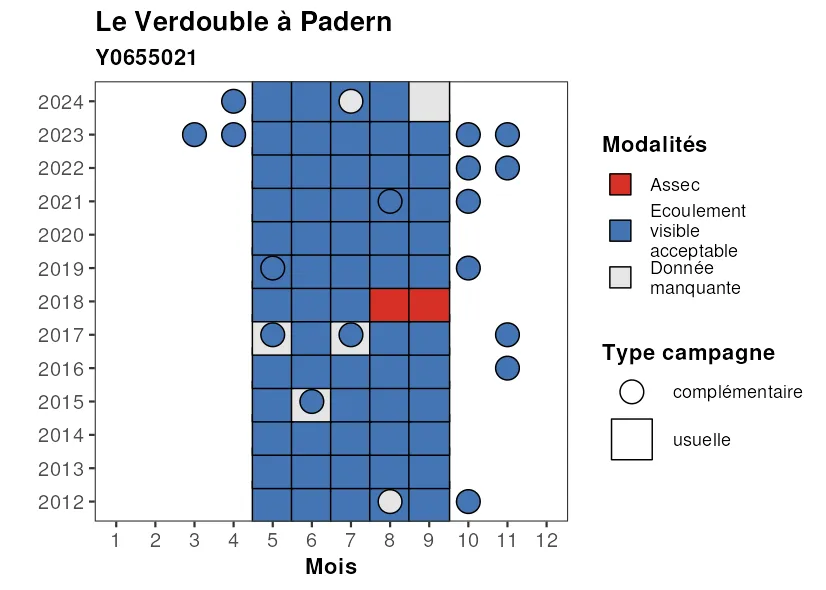 Le Verdouble à Padern
Y0655021
2024
2023
2022
2021
2020
2019
2018
2017
2016
2015
2014
2013
2012
1 2 3 4 5 6 7 8 9 10 11 12
Mois
Modalités
Assec
Ecoulement
visible
acceptable
Donnée
manquante
Type campagne
complémentaire
usuelle